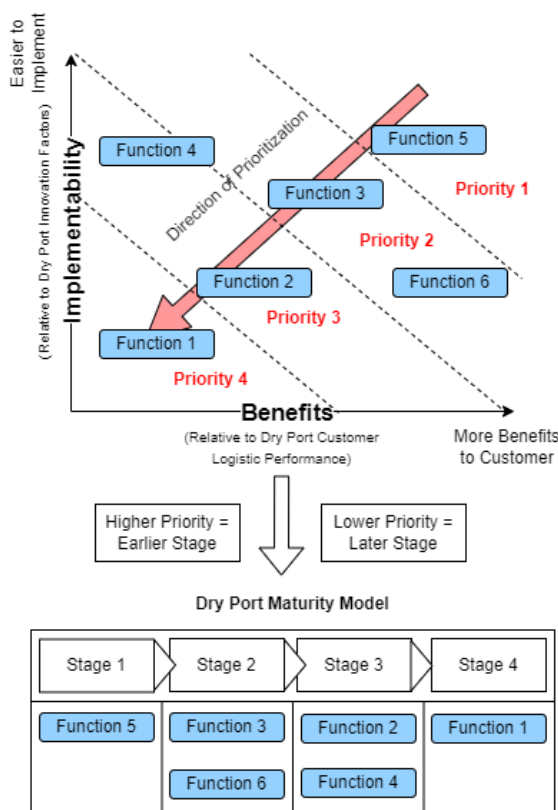 Easier to
Implement
Implementability
(Relative to Dry Port Innovation Factors)
Direction of Prioritization
Function 4
Function 5
Function 3
Priority 1
Priority 2
Function 2
Function 6
Priority 3
Function 1
Priority 4
Benefits
(Relative to Dry Port Customer
Logistic Performance)
More Benefits
to Customer
Higher Priority =
Earlier Stage
Lower Priority =
Later Stage
Dry Port Maturity Model
Stage 1
Stage 2
Stage 3
Stage 4
Function 5
Function 3
Function 2
Function 1
Function 6
Function 4